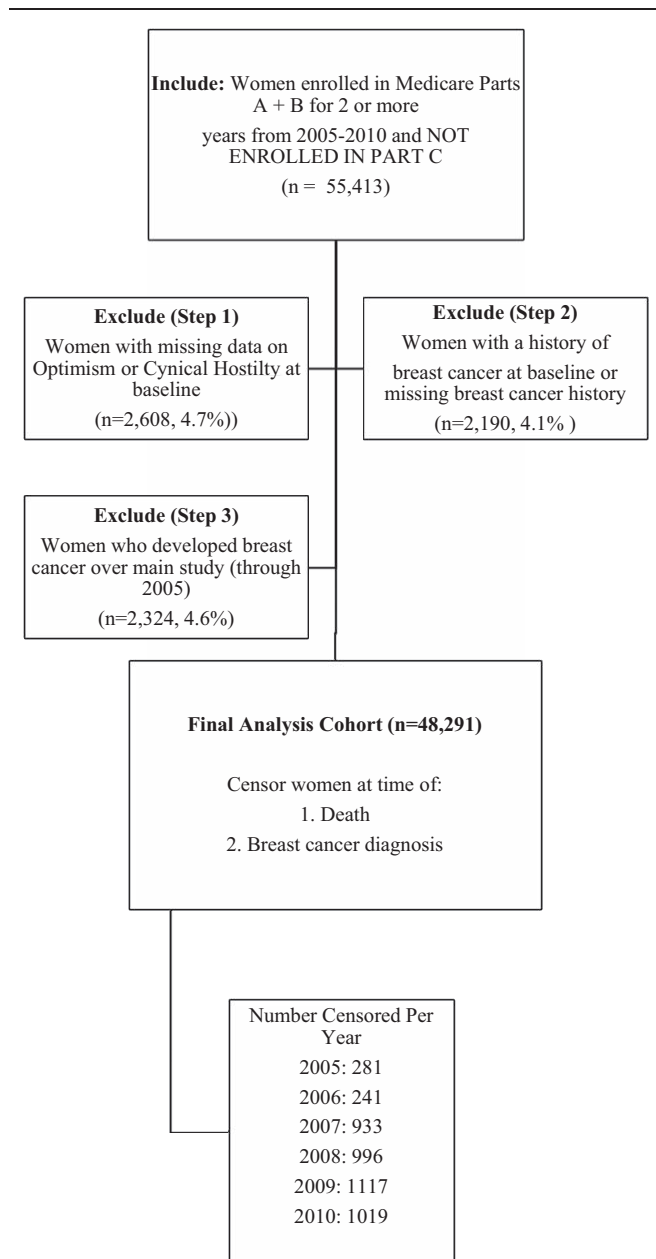 Include: Women enrolled in Medicare Parts
A + B for 2 or more
years from 2005-2010 and NOT
ENROLLED IN PART C
(n = 55,413)
Exclude (Step 1)
Women with missing data on
Optimism or Cynical Hostilty at
baseline
(n=2,608, 4.7%))
Exclude (Step 2)
Women with a history of
breast cancer at baseline or
missing breast cancer history
(n=2,190, 4.1% )
Exclude (Step 3)
Women who developed breast
cancer over main study (through
2005)
(n=2,324, 4.6%)
Final Analysis Cohort (n=48,291)
Censor women at time of:
1. Death
2. Breast cancer diagnosis
Number Censored Per
Year
2005: 281
2006: 241
2007: 933
2008: 996
2009: 1117
2010: 1019